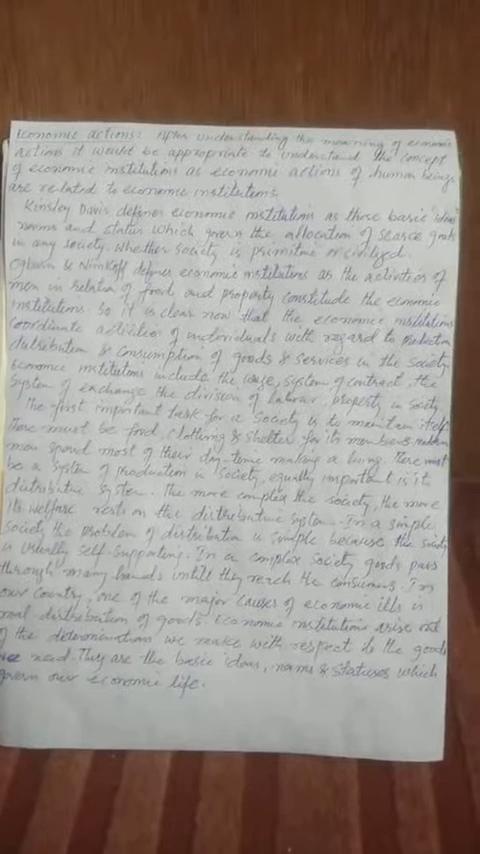 Economic actions: After understanding the meaning of economic
actions it would be appropriate to understand the concept
of economic institutions as economic actions of human beings
are related to economic institutions.
Kinsley Davis defines economic institutions as those basic ideas
norms and status which govern the allocation of scarce goods
in any society. Whether society is primitive or civilized.
Ogburn & Nimkoff defines economic institutions as the activities of
man in relation of food and property constitute the economic
institutions. So it is clear now that the economic institutions
coordinate activities of individuals with regard to production
distribution & consumption of goods & services in the society.
Economic institutions include the system of contract, the
system of exchange the division of labour, property in society
The first important task for a society is to maintain itself.
There must be food, clothing & shelter for its members modern
man spend most of their day time making a living. There must
be a system of production in society, equally important is its
distributive system. The more complex the society, the more
its welfare rests on the distributive system. In a simple
society the problem of distribution is simple because the society
is usually self-supporting. In a complex society goods pass
through many hands untill they reach the consumers. In
our country, one of the major causes of economic ills is
mal-distribution of goods. Economic institutions arise out
of the determination we make with respect to the goods
we need. They are the basic ideas, norms & statuses which
govern our economic life.